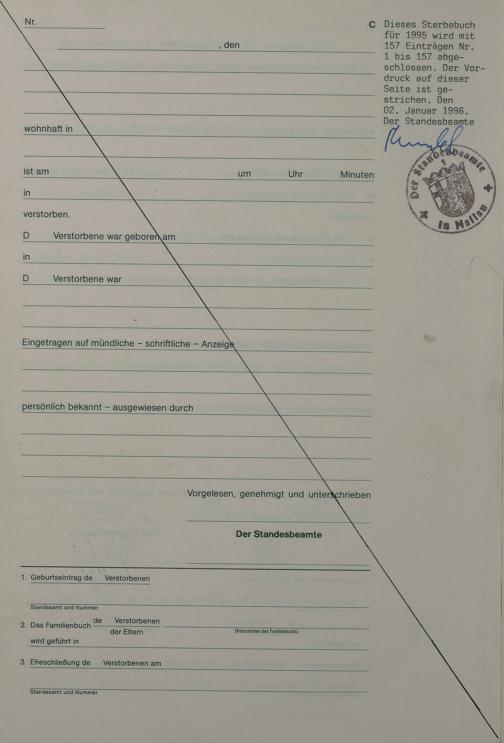 Nr.
, den
wohnhaft in
ist am um Uhr Minuten
in
verstorben.
D Verstorbene war geboren am
in
D Verstorbene war
Eingetragen auf mündliche – schriftliche – Anzeige
persönlich bekannt – ausgewiesen durch
Vorgelesen, genehmigt und unterschrieben
Der Standesbeamte
1. Geburtseintrag de Verstorbenen
Standesamt und Nummer
2. Das Familienbuch de Verstorbenen
der Eltern
(Kennzeichen des Familienbuchs)
wird geführt in
3. Eheschließung de Verstorbenen am
Standesamt und Nummer
C Dieses Sterbebuch
für 1995 wird mit
157 Einträgen Nr.
1 bis 157 abge-
schlossen. Der Vor-
druck auf dieser
Seite ist ge-
strichen. Den
02. Januar 1996.
Der Standesbeamte
Der Standesbeamte
1
in Nassau